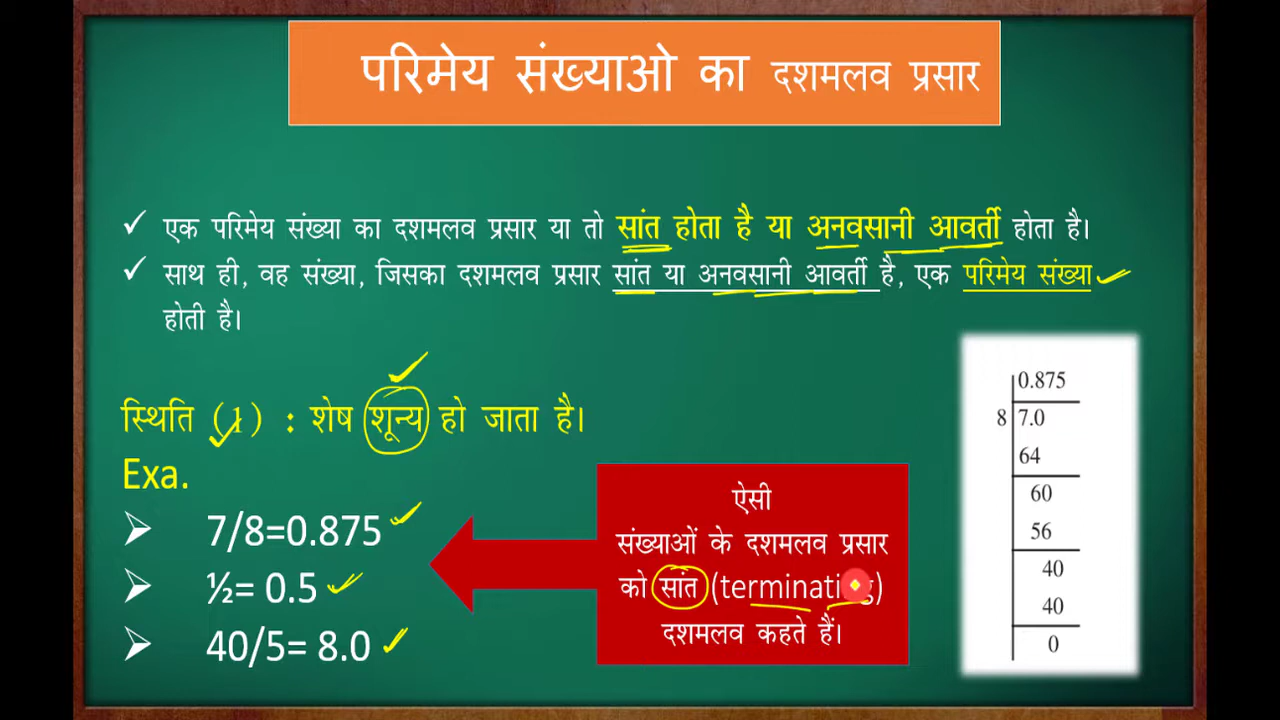 परिमेय संख्याओ का दशमलव प्रसार
✓ एक परिमेय संख्या का दशमलव प्रसार या तो सांत होता है या अनवसानी आवर्ती होता है।
✓ साथ ही, वह संख्या, जिसका दशमलव प्रसार सांत या अनवसानी आवर्ती है, एक परिमेय संख्या
होती है।
स्थिति (1) : शेष शून्य हो जाता है।
Exa.
➢ 7/8=0.875
➢ ½= 0.5
➢ 40/5= 8.0
ऐसी
संख्याओं के दशमलव प्रसार
को सांत (terminating)
दशमलव कहते हैं।
0.875
8 7.0
64
60
56
40
40
0